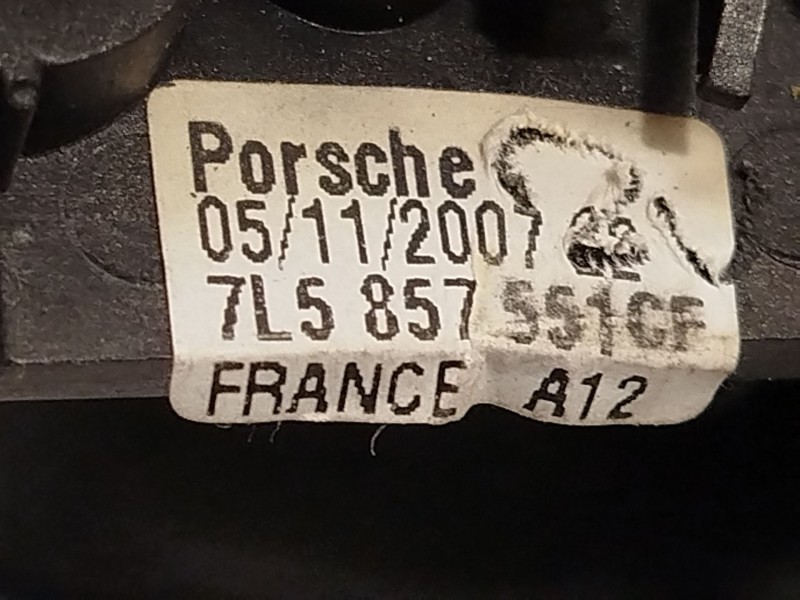 Porsche
05/11/2007
7L5 857 551CF
FRANCE A12